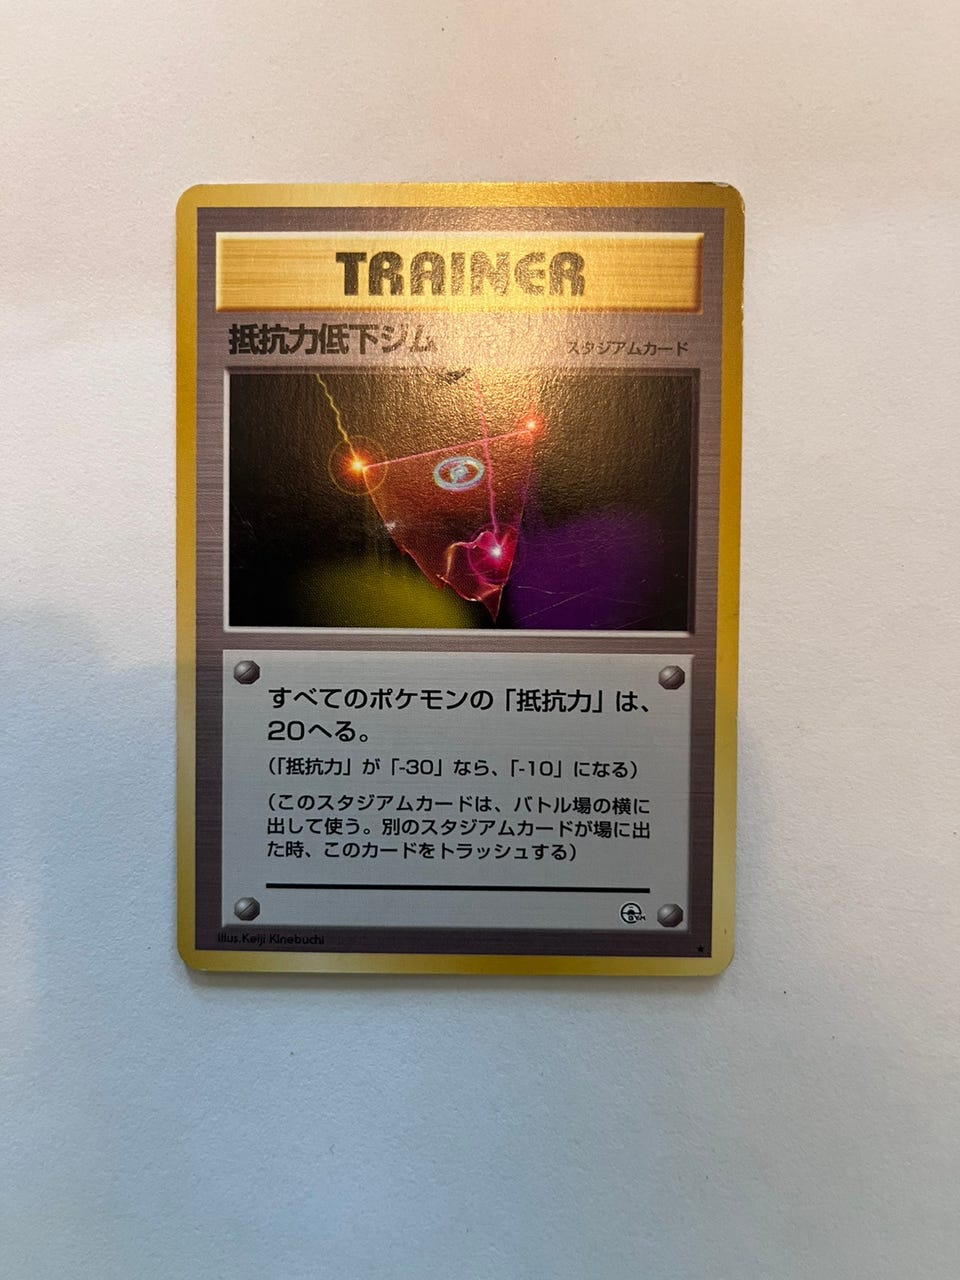 TRAINER
抵抗力低下ジム
スタジアムカード
すべてのポケモンの「抵抗力」は、
20へる。
(「抵抗力」が「-30」なら、「-10」になる)
(このスタジアムカードは、バトル場の横に
出して使う。別のスタジアムカードが場に出
た時、このカードをトラッシュする)
GYM
Illus.Keiji Kinebuchi
★